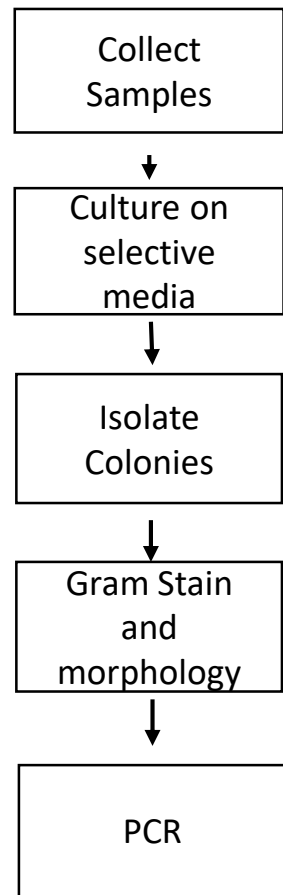 Collect
Samples
Culture on
selective
media
Isolate
Colonies
Gram Stain
and
morphology
PCR